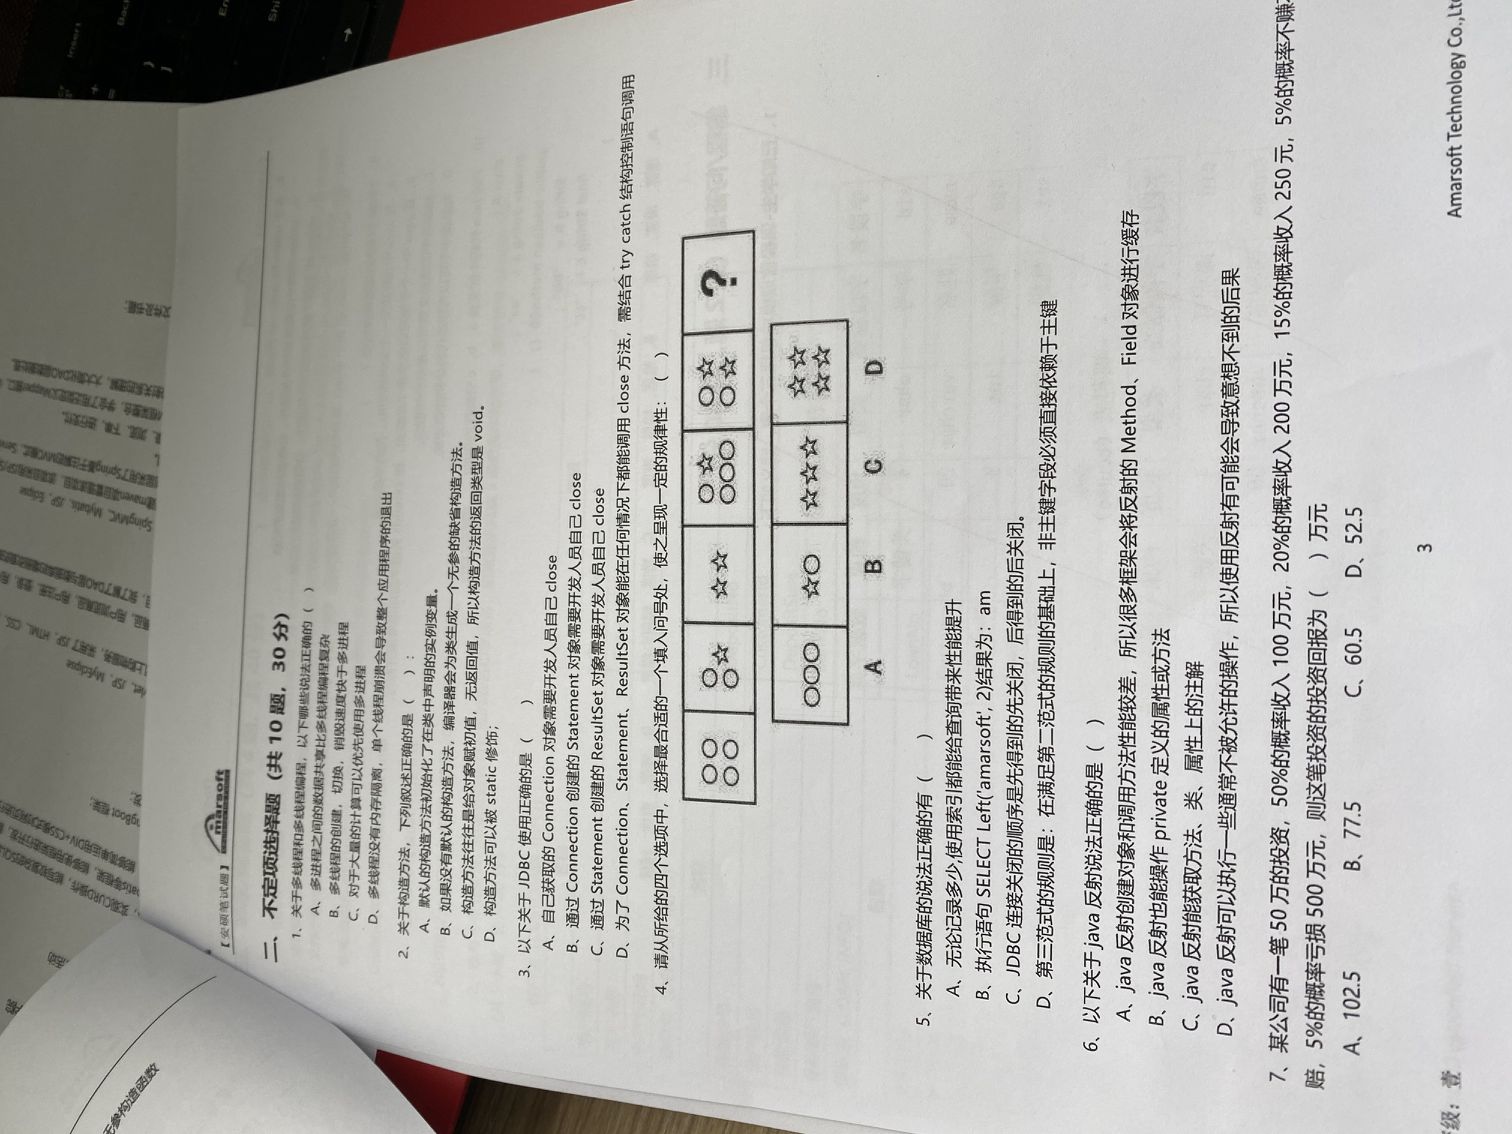 无参构造函数
【安硕笔试题】 marsoft
二、不定项选择题（共10题，30分）
1、关于多线程和多线程编程，以下哪些说法正确的（ ）
A、多进程之间的数据共享比多线程编程复杂
B、多线程的创建，切换，销毁速度快于多进程
C、对于大量的计算可以优先使用多进程
D、多线程没有内存隔离，单个线程崩溃会导致整个应用程序的退出
2、关于构造方法，下列叙述正确的是（ ）：
A、默认的构造方法初始化了在类中声明的实例变量。
B、如果没有默认的构造方法，编译器会为类生成一个无参的缺省构造方法。
C、构造方法往往是给对象赋初值，无返回值，所以构造方法的返回类型是 void。
D、构造方法可以被 static 修饰；
3、以下关于 JDBC 使用正确的是（ ）
A、自己获取的 Connection 对象需要开发人员自己 close
B、通过 Connection 创建的 Statement 对象需要开发人员自己 close
C、通过 Statement 创建的 ResultSet 对象需要开发人员自己 close
D、为了 Connection、Statement、ResultSet 对象能在任何情况下都能调用 close 方法，需结合 try catch 结构控制语句调用
4、请从所给的四个选项中，选择最合适的一个填入问号处，使之呈现一定的规律性：（ ）
?
A B C D
5、关于数据库的说法正确的有（ ）
A、无论记录多少,使用索引都能给查询带来性能提升
B、执行语句 SELECT Left('amarsoft', 2)结果为：am
C、JDBC 连接关闭的顺序是先得到的先关闭，后得到的后关闭。
D、第三范式的规则是：在满足第二范式的规则的基础上，非主键字段必须直接依赖于主键
6、以下关于 java 反射说法正确的是（ ）
A、java 反射创建对象和调用方法性能较差，所以很多框架会将反射的 Method、Field 对象进行缓存
B、java 反射也能操作 private 定义的属性或方法
C、java 反射能获取方法、类、属性上的注解
D、java 反射可以执行一些通常不被允许的操作，所以使用反射有可能会导致意想不到的后果
7、某公司有一笔 50 万的投资，50%的概率收入 100 万元，20%的概率收入 200 万元，15%的概率收入 250 元，5%的概率不赚
赔，5%的概率亏损 500 万元，则这笔投资的投资回报为（ ）万元
A、102.5 B、77.5 C、60.5 D、52.5
3
级：壹
Amarsoft Technology Co.,Lt